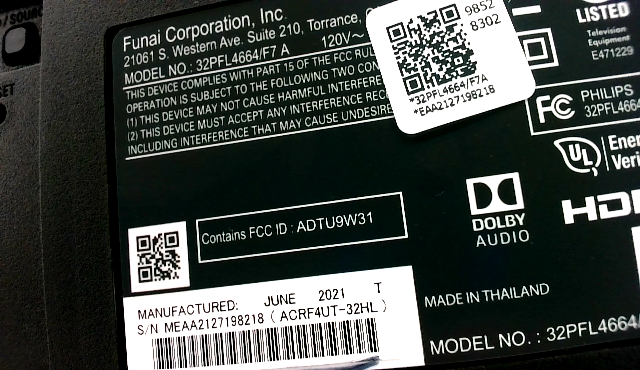 Funai Corporation, Inc.
21061 S. Western Ave. Suite 210, Torrance,
MODEL NO.: 32PFL4664/F7 A 120V~
THIS DEVICE COMPLIES WITH PART 15 OF THE FCC RUL
OPERATION IS SUBJECT TO THE FOLLOWING TWO CON
(1) THIS DEVICE MAY NOT CAUSE HARMFUL INTERFERE
(2) THIS DEVICE MUST ACCEPT ANY INTERFERENCE REC
INCLUDING INTERFERENCE THAT MAY CAUSE UNDESIRE
9852
8302
*32PFL4664/F7A
*EAA2127198218
LISTED
Television
Equipment
E471229
FC
PHILIPS
32PFL466
UL
Ener
Veri
DOLBY
AUDIO
HD
Contains FCC ID : ADTU9W31
MANUFACTURED: JUNE 2021 T
S/N MEAA2127198218 ( ACRF4UT-32HL )
MADE IN THAILAND
MODEL NO. : 32PFL4664/